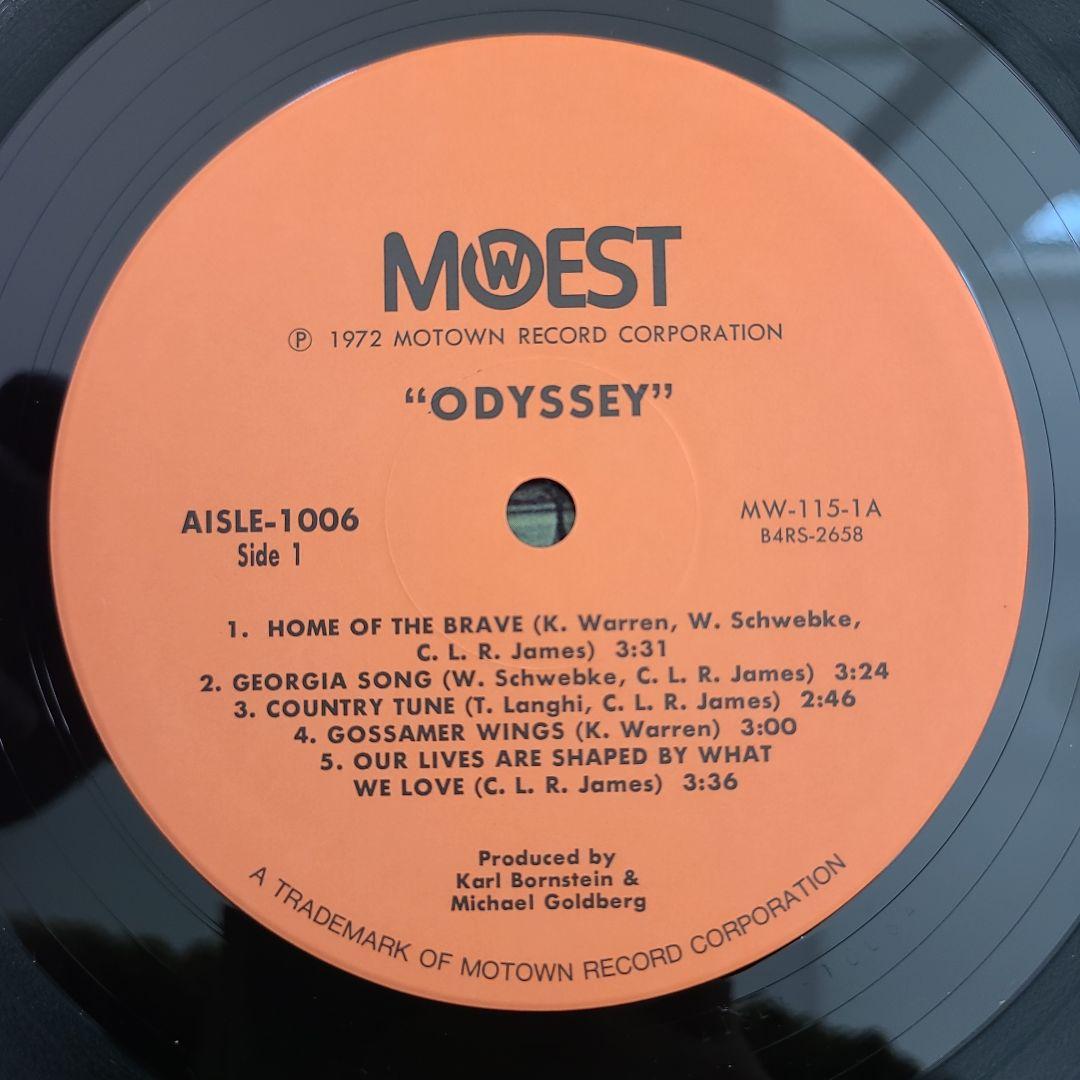 MOWEST
℗ 1972 MOTOWN RECORD CORPORATION
“ODYSSEY”
AISLE-1006
Side 1
MW-115-1A
B4RS-2658
1. HOME OF THE BRAVE (K. Warren, W. Schwebke,
C. L. R. James) 3:31
2. GEORGIA SONG (W. Schwebke, C. L. R. James) 3:24
3. COUNTRY TUNE (T. Langhi, C. L. R. James) 2:46
4. GOSSAMER WINGS (K. Warren) 3:00
5. OUR LIVES ARE SHAPED BY WHAT
WE LOVE (C. L. R. James) 3:36
Produced by
Karl Bornstein &
Michael Goldberg
A TRADEMARK OF MOTOWN RECORD CORPORATION